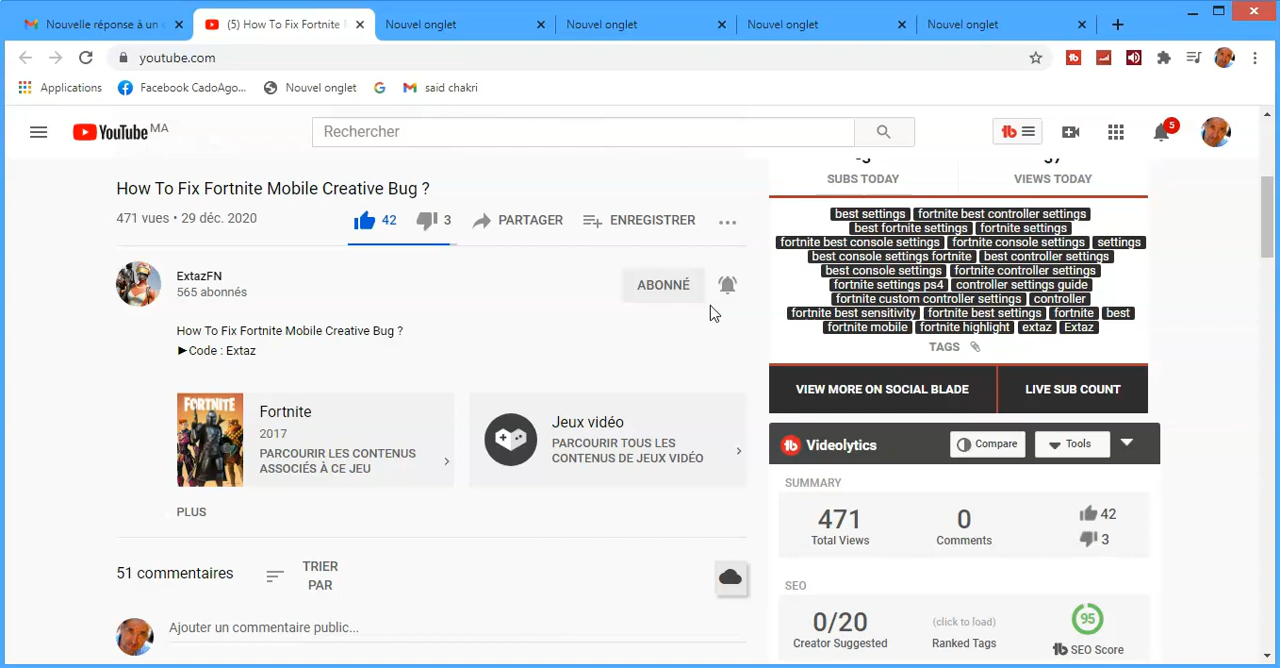 Nouvelle réponse à un
(5) How To Fix Fortnite
Nouvel onglet
Nouvel onglet
Nouvel onglet
Nouvel onglet
youtube.com
Applications
Facebook CadoAgo...
Nouvel onglet
said chakri
YouTube MA
Rechercher
5
How To Fix Fortnite Mobile Creative Bug ?
471 vues • 29 déc. 2020
42
3
PARTAGER
ENREGISTRER
ExtazFN
565 abonnés
ABONNÉ
How To Fix Fortnite Mobile Creative Bug ?
►Code : Extaz
FORTNITE
Fortnite
2017
PARCOURIR LES CONTENUS
ASSOCIÉS À CE JEU
Jeux vidéo
PARCOURIR TOUS LES
CONTENUS DE JEUX VIDÉO
PLUS
51 commentaires
TRIER
PAR
Ajouter un commentaire public...
SUBS TODAY
VIEWS TODAY
best settings fortnite best controller settings
best fortnite settings fortnite settings
fortnite best console settings fortnite console settings settings
best console settings fortnite best controller settings
best console settings fortnite controller settings
fortnite settings ps4 controller settings guide
fortnite custom controller settings controller
fortnite best sensitivity fortnite best settings fortnite best
fortnite mobile fortnite highlight extaz Extaz
TAGS
VIEW MORE ON SOCIAL BLADE
LIVE SUB COUNT
Videolytics
Compare
Tools
SUMMARY
471
Total Views
0
Comments
42
3
SEO
0/20
Creator Suggested
(click to load)
Ranked Tags
95
SEO Score